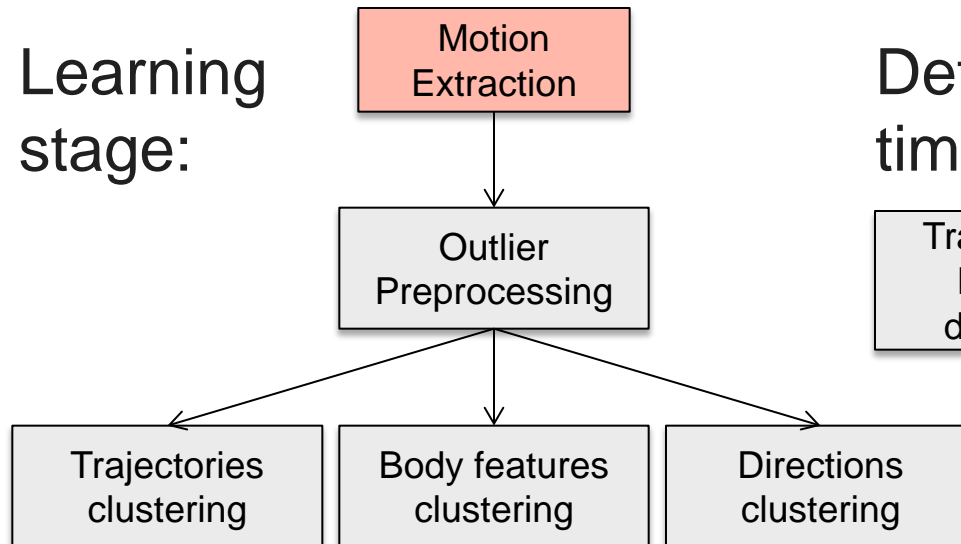 Learning
stage:
Motion
Extraction
Outlier
Preprocessing
Trajectories
clustering
Body features
clustering
Directions
clustering